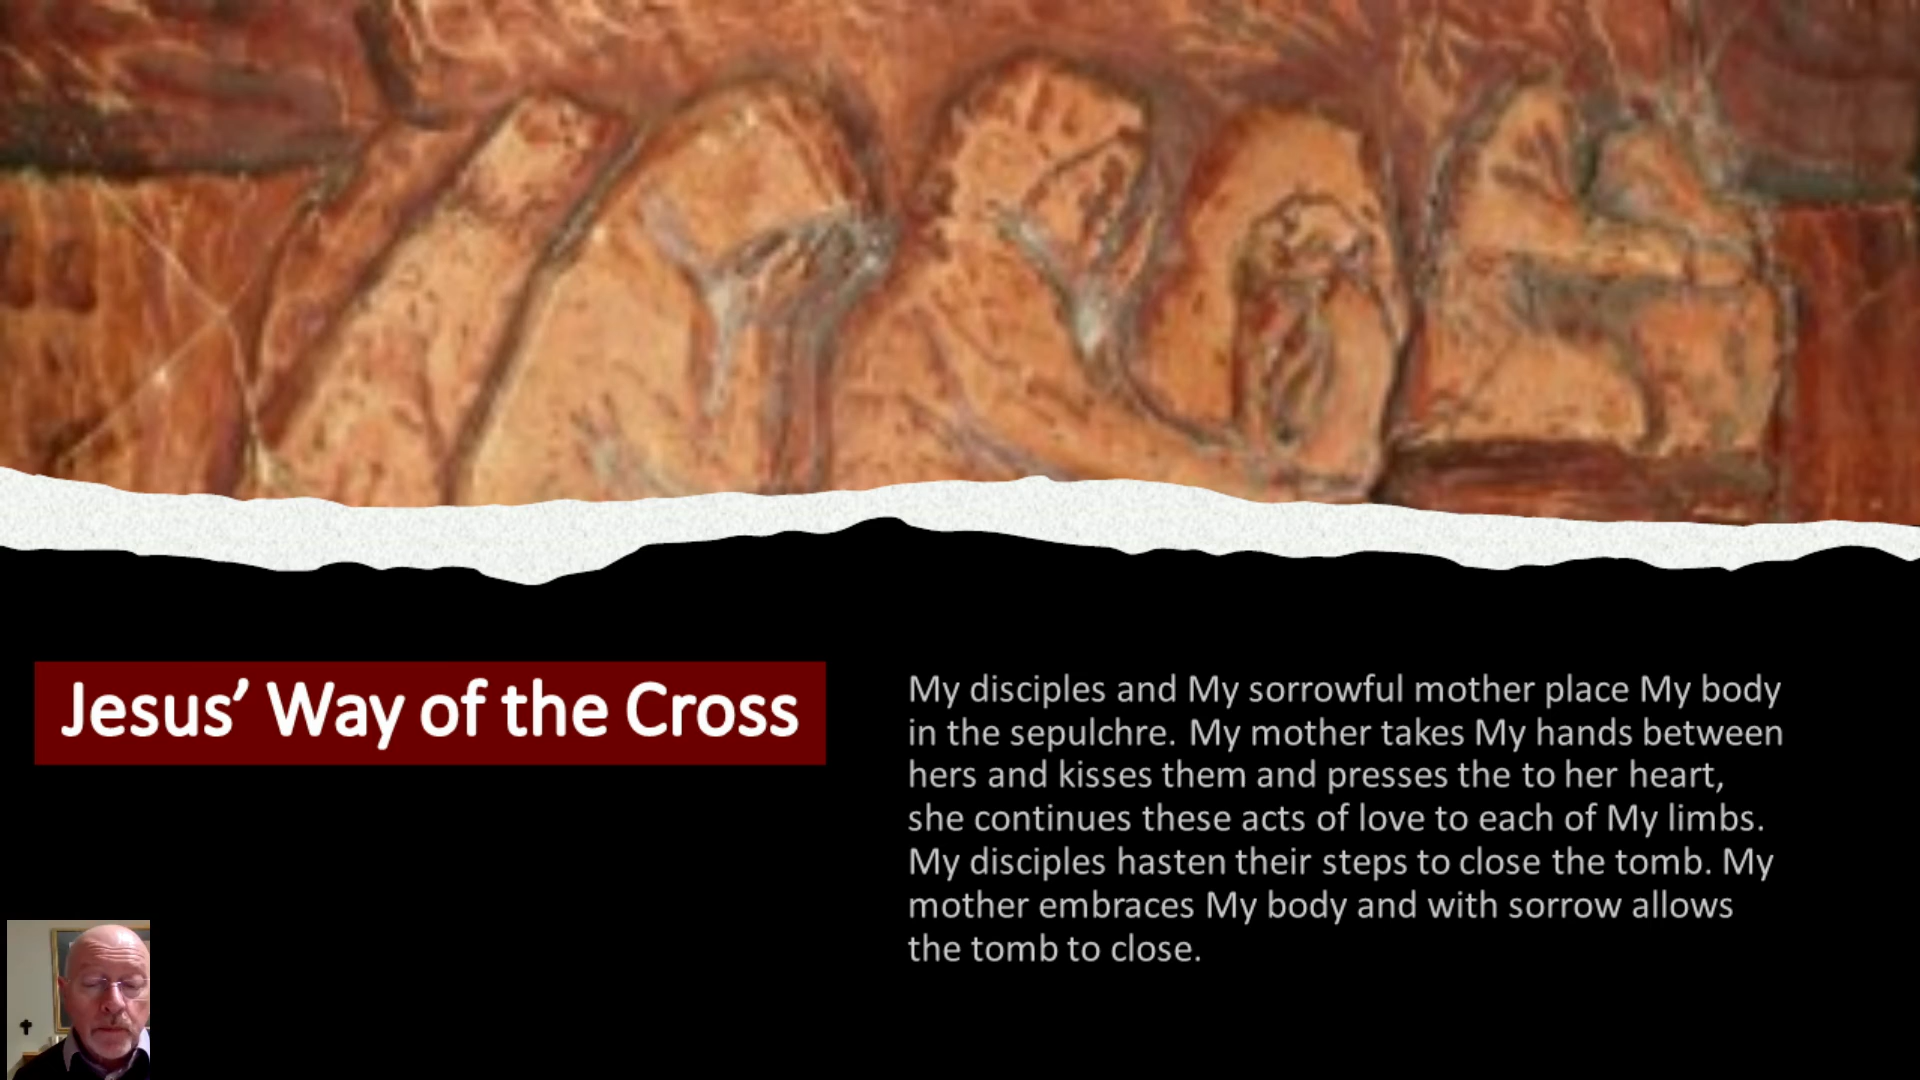 Jesus’ Way of the Cross
My disciples and My sorrowful mother place My body
in the sepulchre. My mother takes My hands between
hers and kisses them and presses the to her heart,
she continues these acts of love to each of My limbs.
My disciples hasten their steps to close the tomb. My
mother embraces My body and with sorrow allows
the tomb to close.